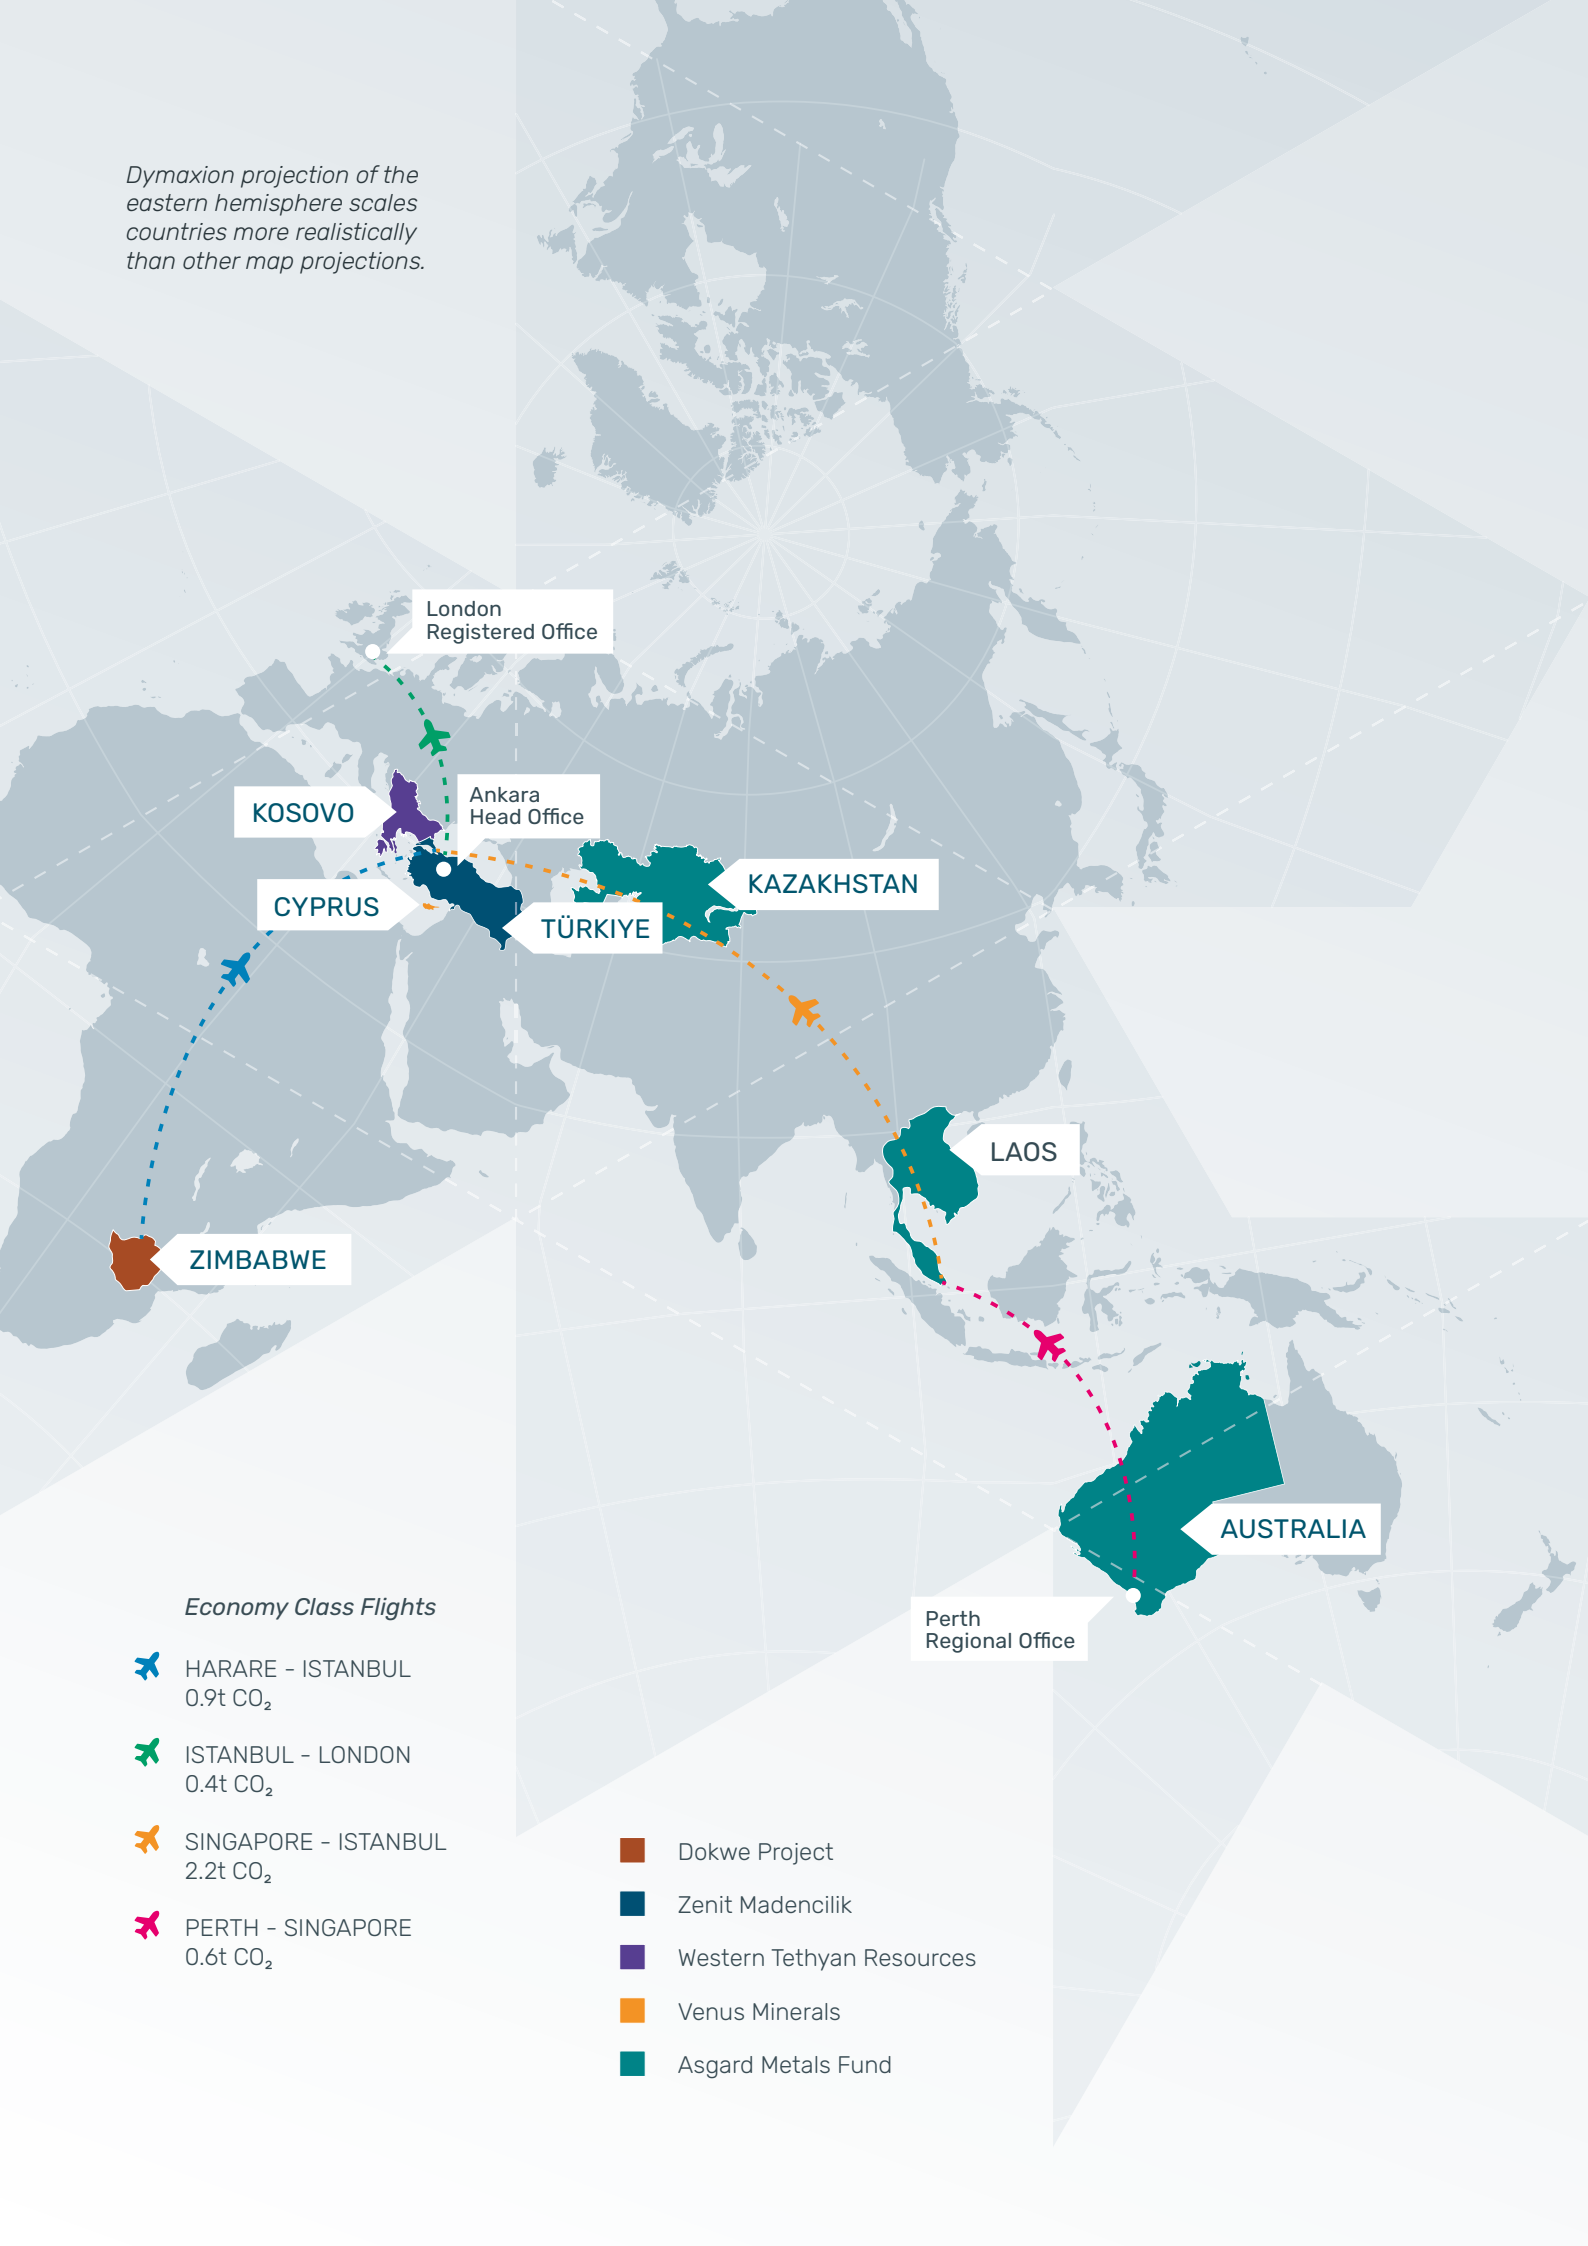 Dymaxion projection of the
eastern hemisphere scales
countries more realistically
than other map projections.
London
Registered Office
KOSOVO
Ankara
Head Office
CYPRUS
KAZAKHSTAN
TÜRKIYE
LAOS
ZIMBABWE
AUSTRALIA
Perth
Regional Office
Economy Class Flights
HARARE - ISTANBUL
0.9t CO₂
ISTANBUL - LONDON
0.4t CO₂
SINGAPORE - ISTANBUL
2.2t CO₂
PERTH - SINGAPORE
0.6t CO₂
Dokwe Project
Zenit Madencilik
Western Tethyan Resources
Venus Minerals
Asgard Metals Fund